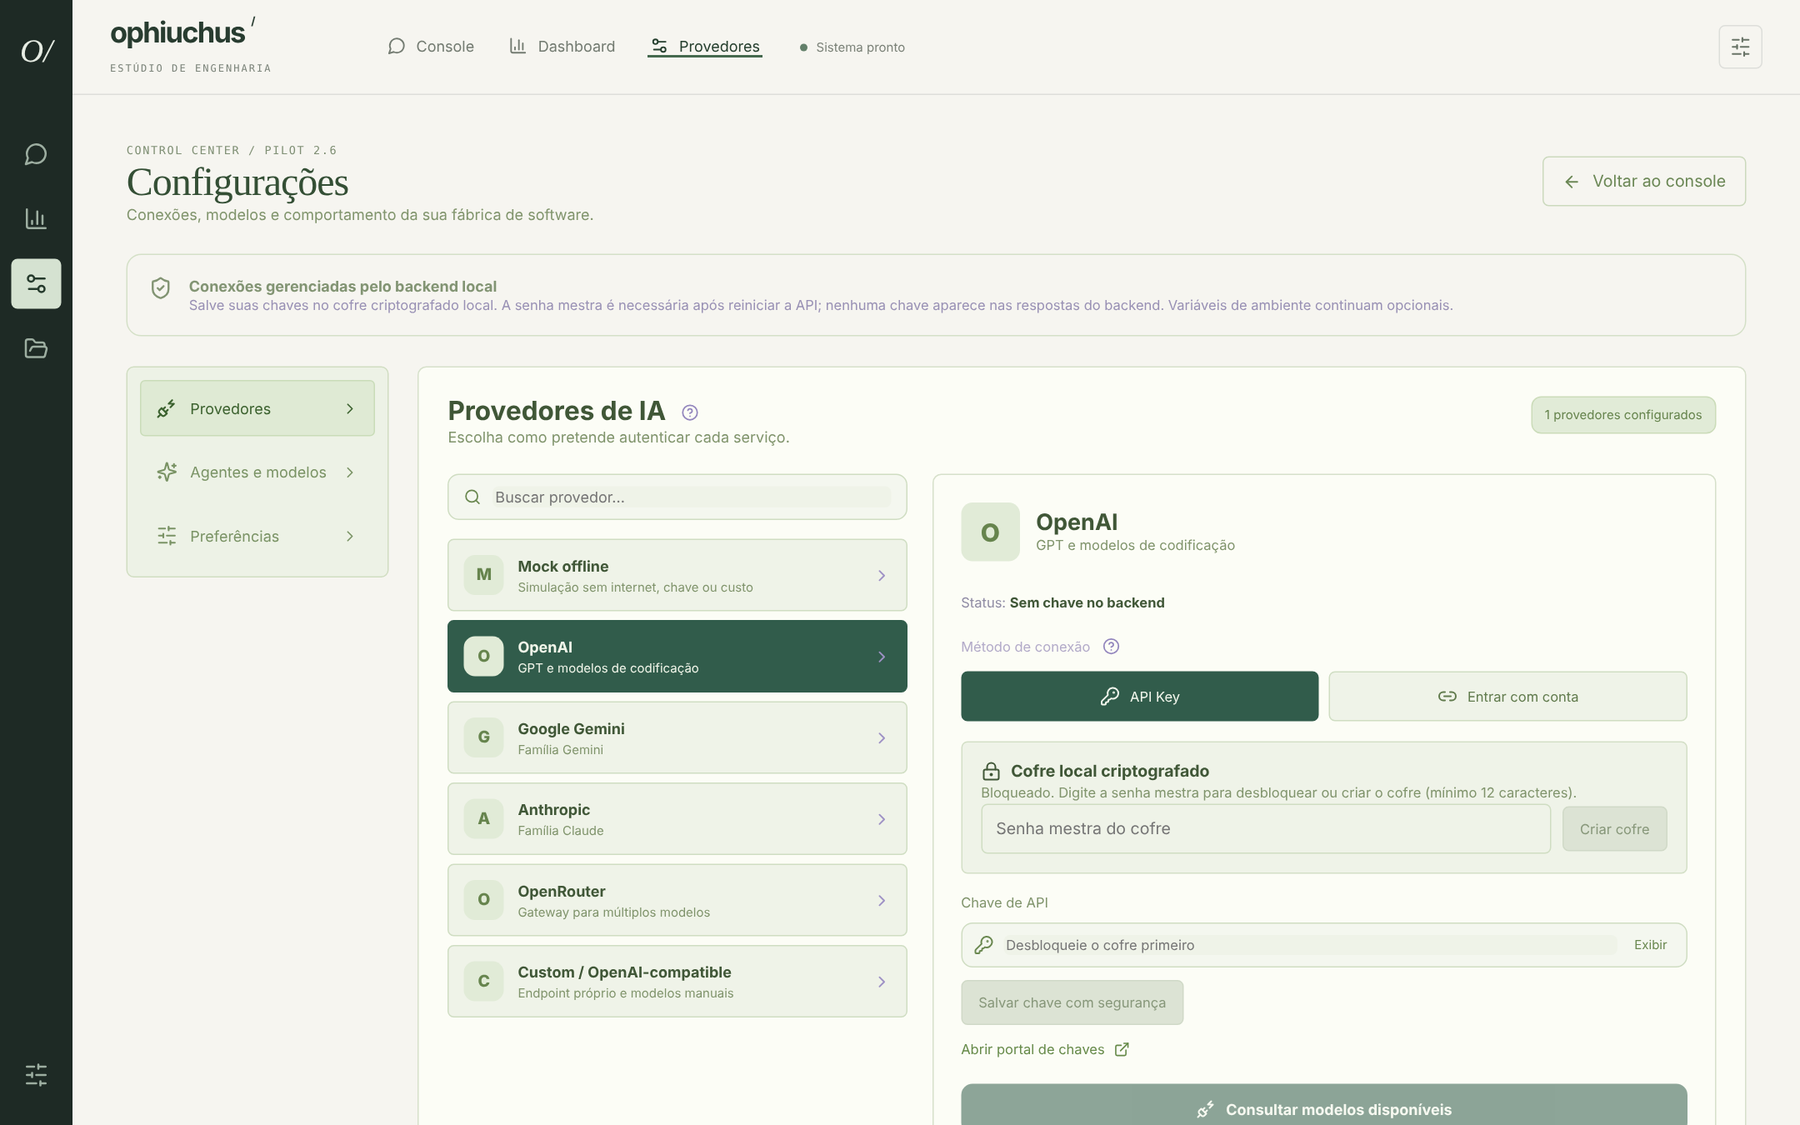 O/
ophiuchus /
ESTÚDIO DE ENGENHARIA
Console
Dashboard
Provedores
Sistema pronto
CONTROL CENTER / PILOT 2.6
Configurações
Conexões, modelos e comportamento da sua fábrica de software.
Voltar ao console
Conexões gerenciadas pelo backend local
Salve suas chaves no cofre criptografado local. A senha mestra é necessária após reiniciar a API; nenhuma chave aparece nas respostas do backend. Variáveis de ambiente continuam opcionais.
Provedores
Agentes e modelos
Preferências
Provedores de IA
Escolha como pretende autenticar cada serviço.
1 provedores configurados
Buscar provedor...
M
Mock offline
Simulação sem internet, chave ou custo
O
OpenAI
GPT e modelos de codificação
G
Google Gemini
Família Gemini
A
Anthropic
Família Claude
O
OpenRouter
Gateway para múltiplos modelos
C
Custom / OpenAI-compatible
Endpoint próprio e modelos manuais
O
OpenAI
GPT e modelos de codificação
Status: Sem chave no backend
Método de conexão
API Key
Entrar com conta
Cofre local criptografado
Bloqueado. Digite a senha mestra para desbloquear ou criar o cofre (mínimo 12 caracteres).
Senha mestra do cofre
Criar cofre
Chave de API
Desbloqueie o cofre primeiro
Exibir
Salvar chave com segurança
Abrir portal de chaves
Consultar modelos disponíveis